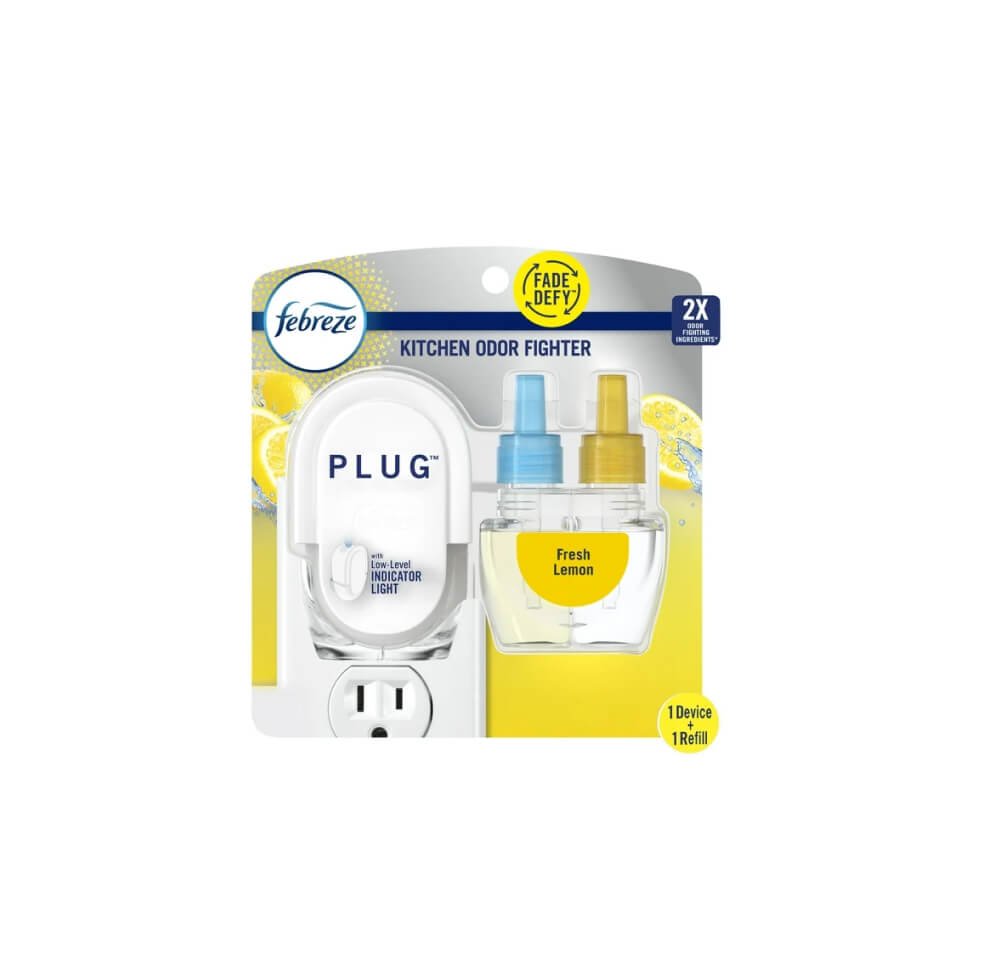 febreze
FADE
DEFY™
2X
ODOR
FIGHTING
INGREDIENTS*
KITCHEN ODOR FIGHTER
PLUG™
with
Low-Level
INDICATOR
LIGHT
Fresh
Lemon
1 Device
+
1 Refill